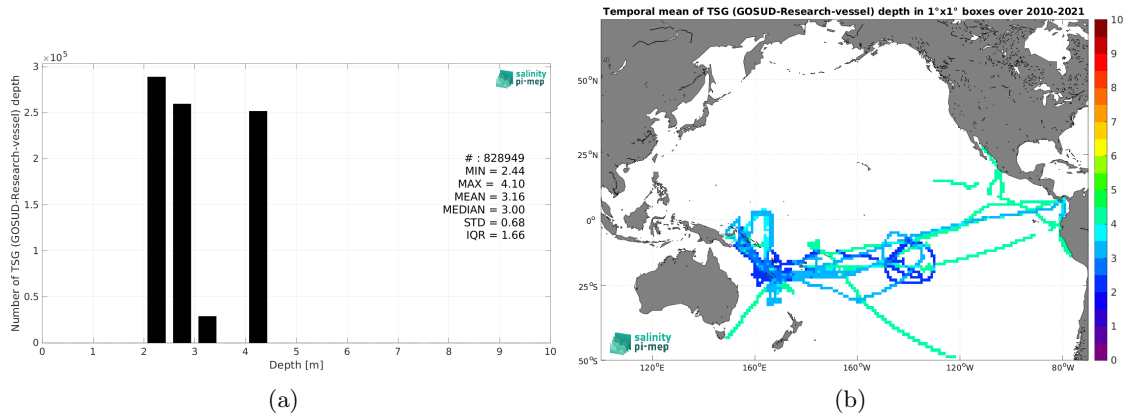 ×10^5
3
2.5
2
1.5
1
0.5
0
Number of TSG (GOSUD-Research-vessel) depth
salinity
pi-mep
# : 828949
MIN = 2.44
MAX = 4.10
MEAN = 3.16
MEDIAN = 3.00
STD = 0.68
IQR = 1.66
0 1 2 3 4 5 6 7 8 9 10
Depth [m]
(a)
Temporal mean of TSG (GOSUD-Research-vessel) depth in 1°x1° boxes over 2010-2021
50°N
25°N
0°
25°S
50°S
120°E 160°E 160°W 120°W 80°W
salinity
pi-mep
10
9
8
7
6
5
4
3
2
1
0
(b)